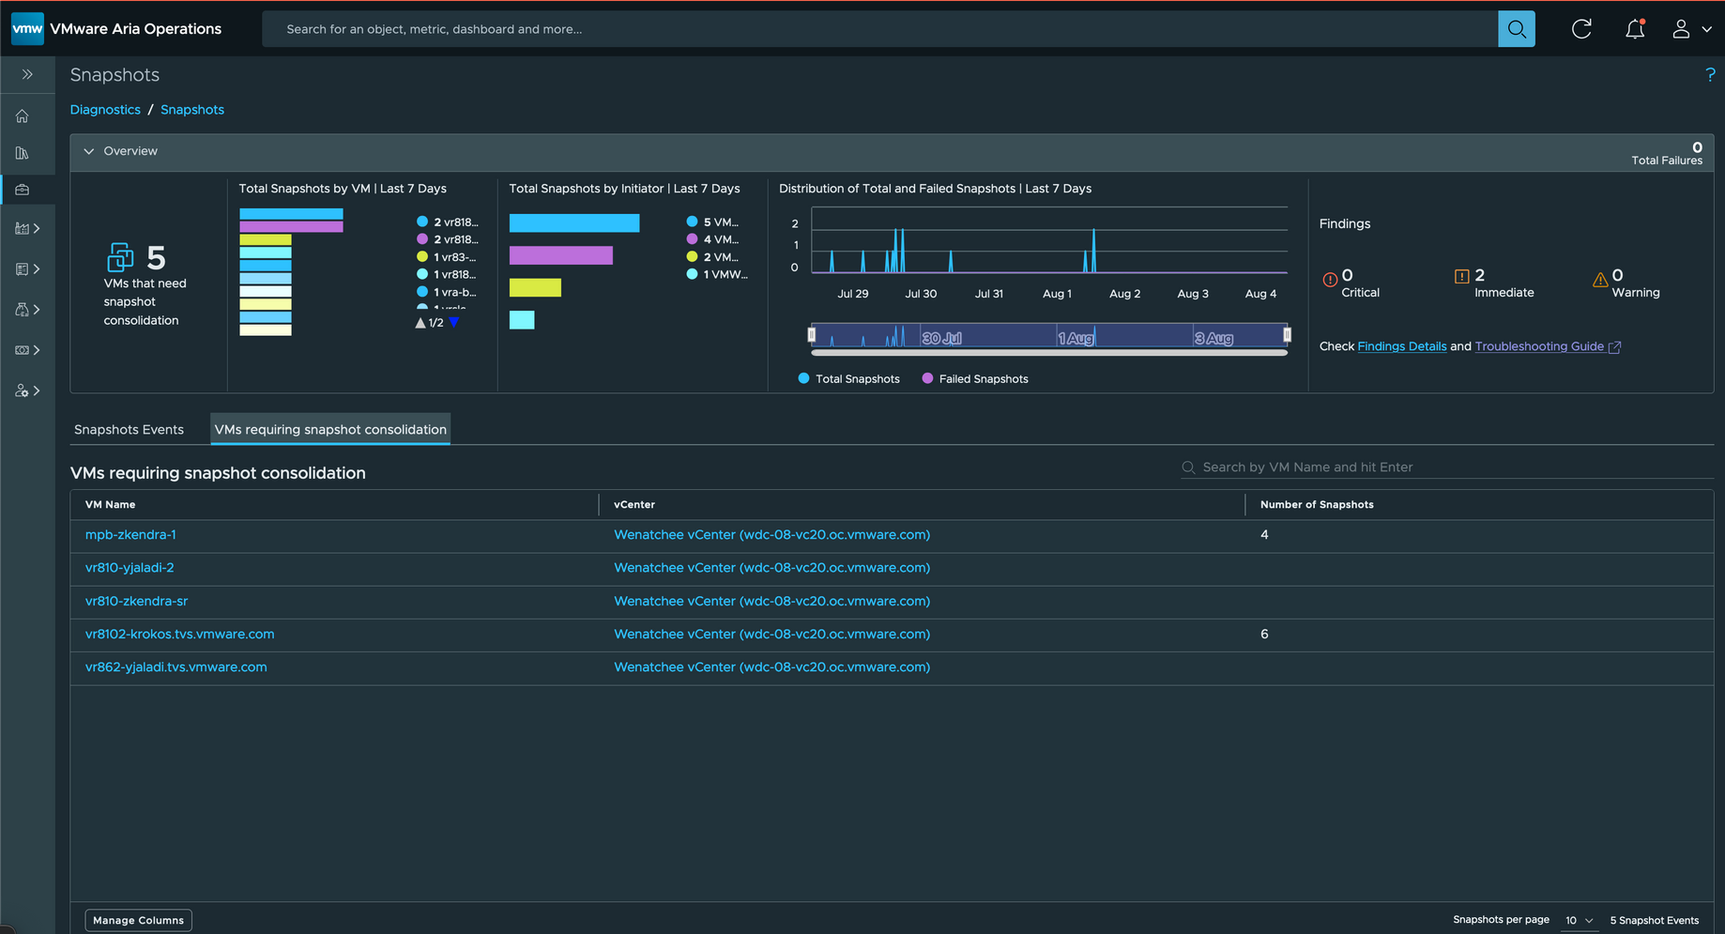 vmw VMware Aria Operations
Search for an object, metric, dashboard and more...
Snapshots
?
Diagnostics / Snapshots
Overview
0
Total Failures
5
VMs that need
snapshot
consolidation
Total Snapshots by VM | Last 7 Days
2 vr818...
2 vr818...
1 vr83-...
1 vr818...
1 vra-b...
1/2
Total Snapshots by Initiator | Last 7 Days
5 VM...
4 VM...
2 VM...
1 VMW...
Distribution of Total and Failed Snapshots | Last 7 Days
2
1
0
Jul 29 Jul 30 Jul 31 Aug 1 Aug 2 Aug 3 Aug 4
30 Jul 1 Aug 3 Aug
Total Snapshots Failed Snapshots
Findings
0
Critical
2
Immediate
0
Warning
Check Findings Details and Troubleshooting Guide
Snapshots Events VMs requiring snapshot consolidation
VMs requiring snapshot consolidation
Search by VM Name and hit Enter
VM Name vCenter Number of Snapshots
mpb-zkendra-1 Wenatchee vCenter (wdc-08-vc20.oc.vmware.com) 4
vr810-yjaladi-2 Wenatchee vCenter (wdc-08-vc20.oc.vmware.com)
vr810-zkendra-sr Wenatchee vCenter (wdc-08-vc20.oc.vmware.com)
vr8102-krokos.tvs.vmware.com Wenatchee vCenter (wdc-08-vc20.oc.vmware.com) 6
vr862-yjaladi.tvs.vmware.com Wenatchee vCenter (wdc-08-vc20.oc.vmware.com)
Manage Columns
Snapshots per page 10 5 Snapshot Events